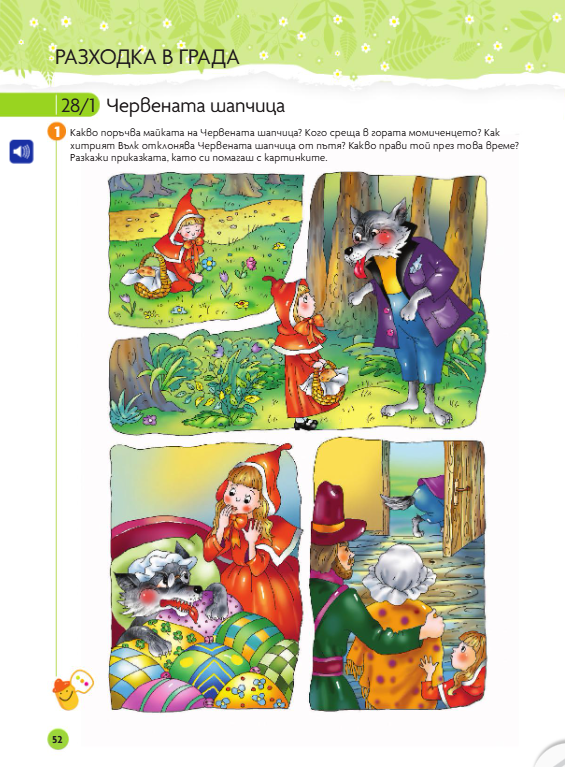 РАЗХОДКА В ГРАДА
28/1 Червената шапчица
1 Какво поръчва майката на Червената шапчица? Кого среща в гората момиченцето? Как
хитрият Вълк отклонява Червената шапчица от пътя? Какво прави той през това време?
Разкажи приказката, като си помагаш с картинките.
52